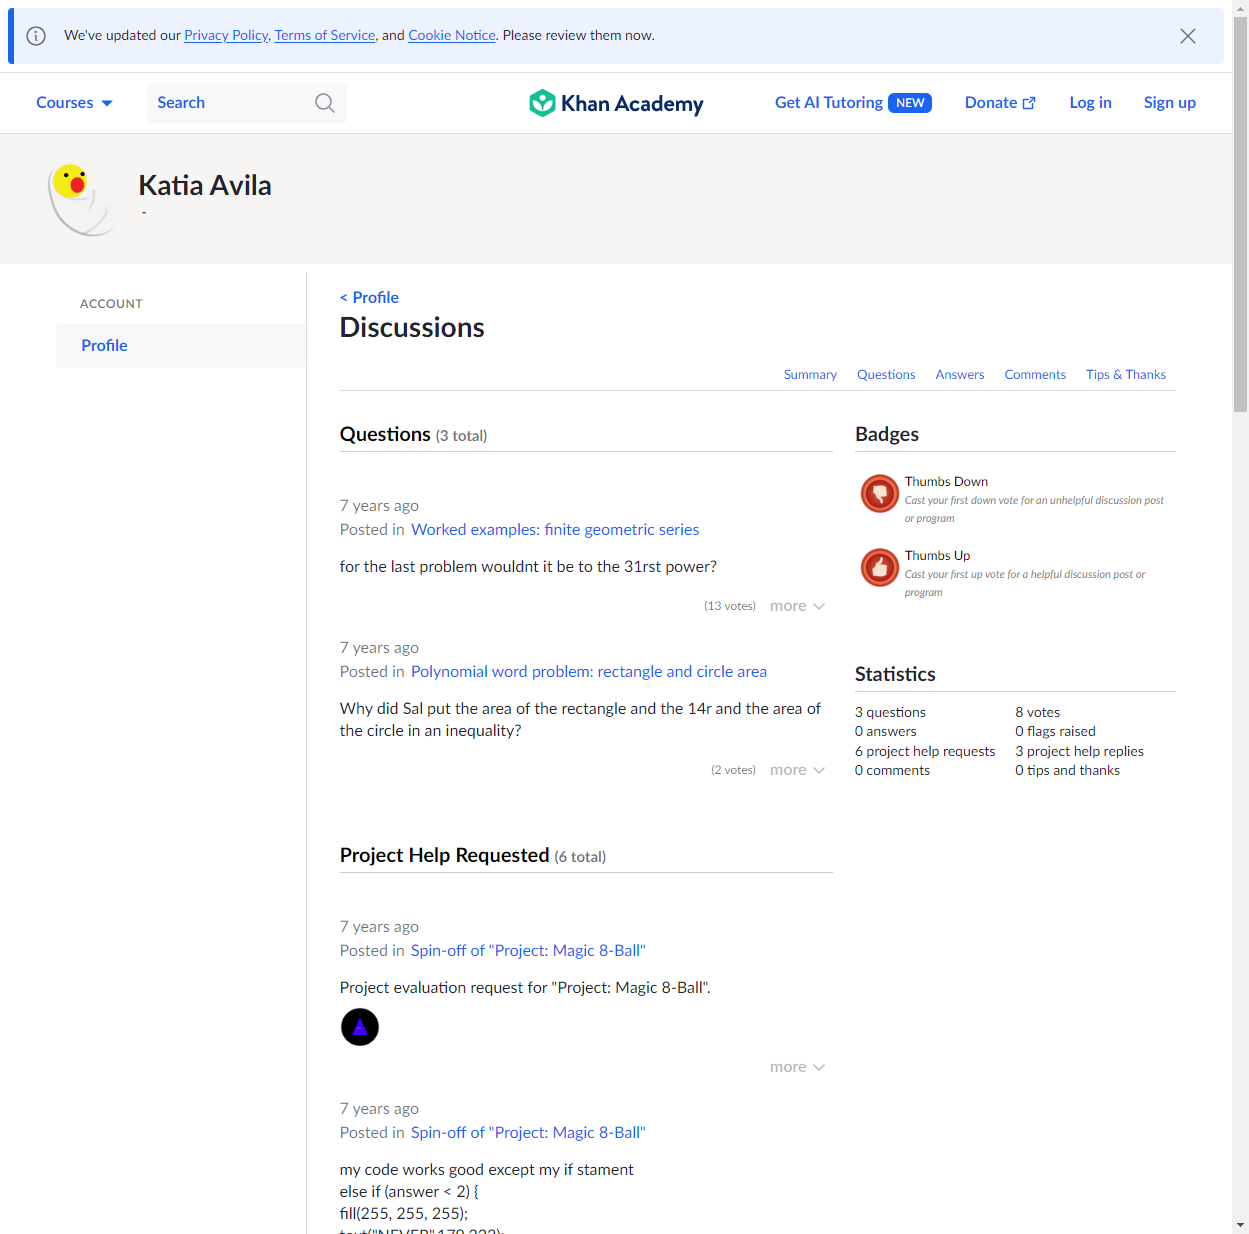 We've updated our Privacy Policy, Terms of Service, and Cookie Notice. Please review them now.
Courses
Search
Khan Academy
Get AI Tutoring NEW
Donate
Log in
Sign up
Katia Avila
-
ACCOUNT
Profile
< Profile
Discussions
Summary Questions Answers Comments Tips & Thanks
Questions (3 total)
7 years ago
Posted in Worked examples: finite geometric series
for the last problem wouldnt it be to the 31rst power?
(13 votes) more
7 years ago
Posted in Polynomial word problem: rectangle and circle area
Why did Sal put the area of the rectangle and the 14r and the area of
the circle in an inequality?
(2 votes) more
Project Help Requested (6 total)
7 years ago
Posted in Spin-off of "Project: Magic 8-Ball"
Project evaluation request for "Project: Magic 8-Ball".
more
7 years ago
Posted in Spin-off of "Project: Magic 8-Ball"
my code works good except my if stament
else if (answer < 2) {
fill(255, 255, 255);
Badges
Thumbs Down
Cast your first down vote for an unhelpful discussion post
or program
Thumbs Up
Cast your first up vote for a helpful discussion post or
program
Statistics
3 questions 8 votes
0 answers 0 flags raised
6 project help requests 3 project help replies
0 comments 0 tips and thanks